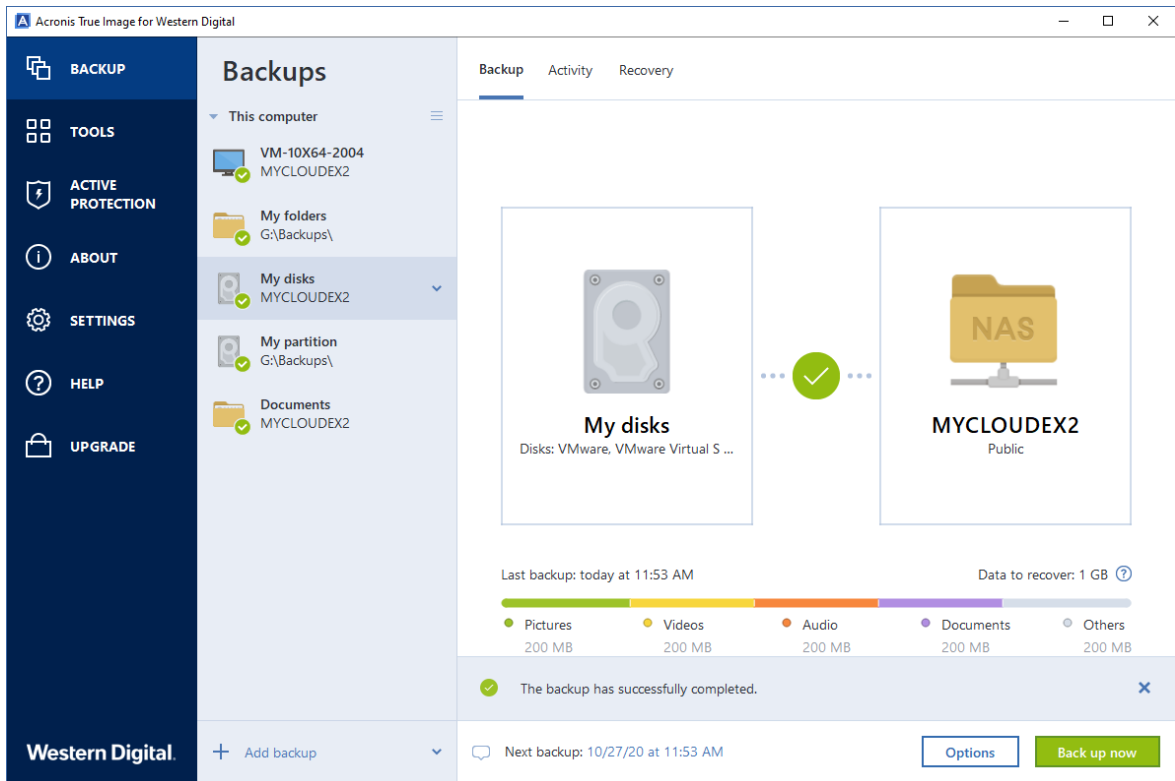 Acronis True Image for Western Digital
BACKUP
TOOLS
ACTIVE
PROTECTION
ABOUT
SETTINGS
HELP
UPGRADE
Western Digital.
Backups
This computer
VM-10X64-2004
MYCLOUDEX2
My folders
G:\Backups\
My disks
MYCLOUDEX2
My partition
G:\Backups\
Documents
MYCLOUDEX2
Add backup
Backup Activity Recovery
My disks
Disks: VMware, VMware Virtual S ...
NAS
MYCLOUDEX2
Public
Last backup: today at 11:53 AM Data to recover: 1 GB ?
Pictures Videos Audio Documents Others
200 MB 200 MB 200 MB 200 MB 200 MB
The backup has successfully completed.
Next backup: 10/27/20 at 11:53 AM Options Back up now